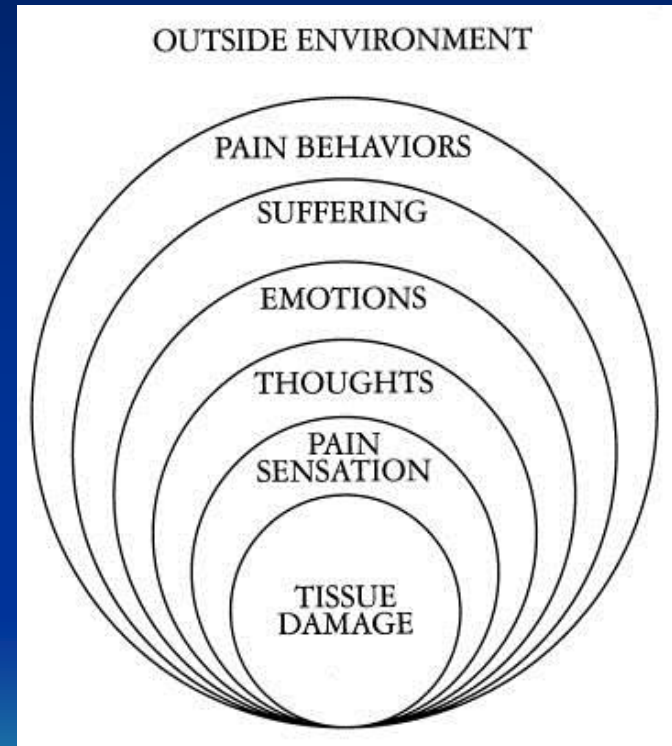 OUTSIDE ENVIRONMENT
PAIN BEHAVIORS
SUFFERING
EMOTIONS
THOUGHTS
PAIN
SENSATION
TISSUE
DAMAGE